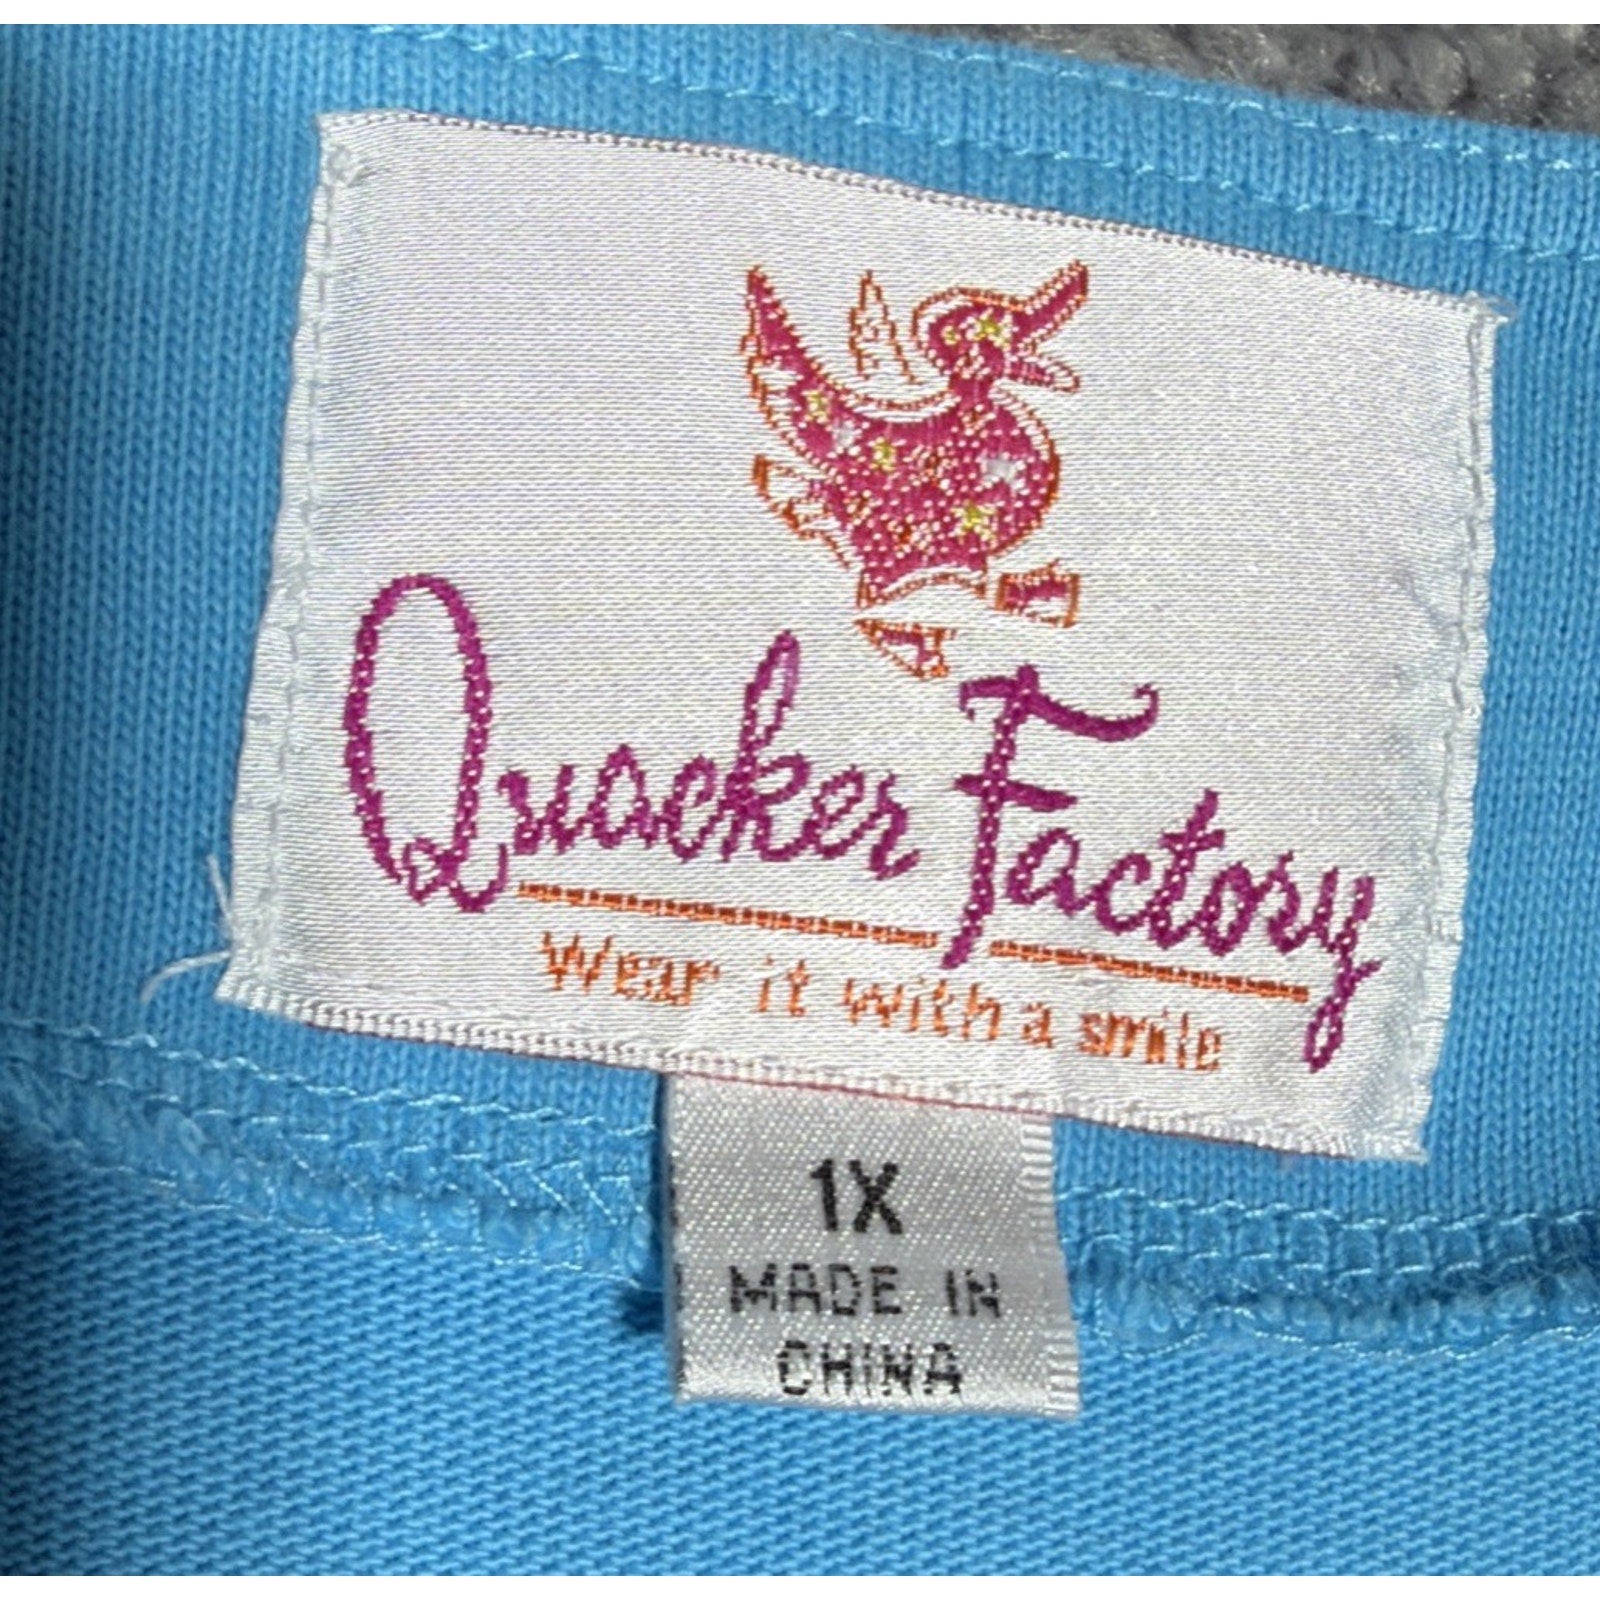 Quacker Factory
Wear it with a smile
1X
MADE IN
CHINA